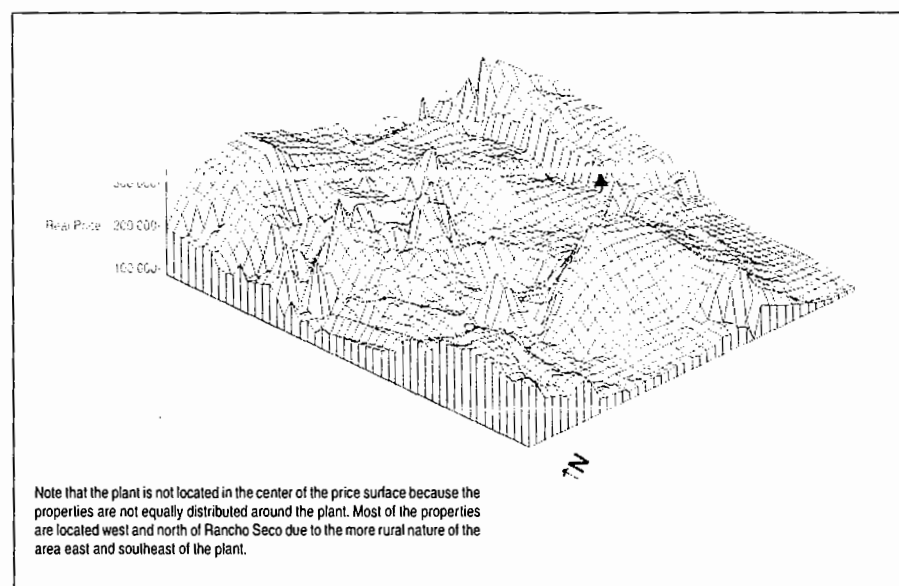 300 000-
Real Price 200 000-
100 000-
N
Note that the plant is not located in the center of the price surface because the
properties are not equally distributed around the plant. Most of the properties
are located west and north of Rancho Seco due to the more rural nature of the
area east and southeast of the plant.